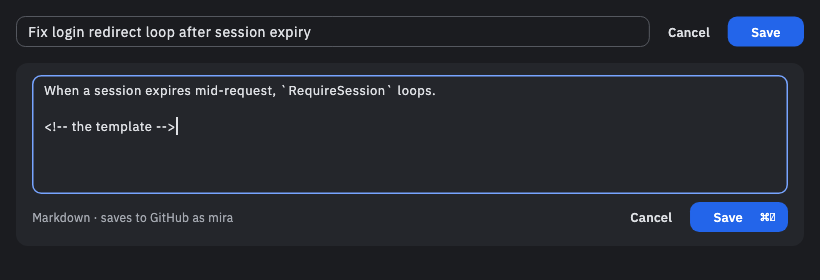 Fix login redirect loop after session expiry
Cancel
Save
When a session expires mid-request, `RequireSession` loops.
<!-- the template -->
Markdown · saves to GitHub as mira
Cancel
Save ⌘